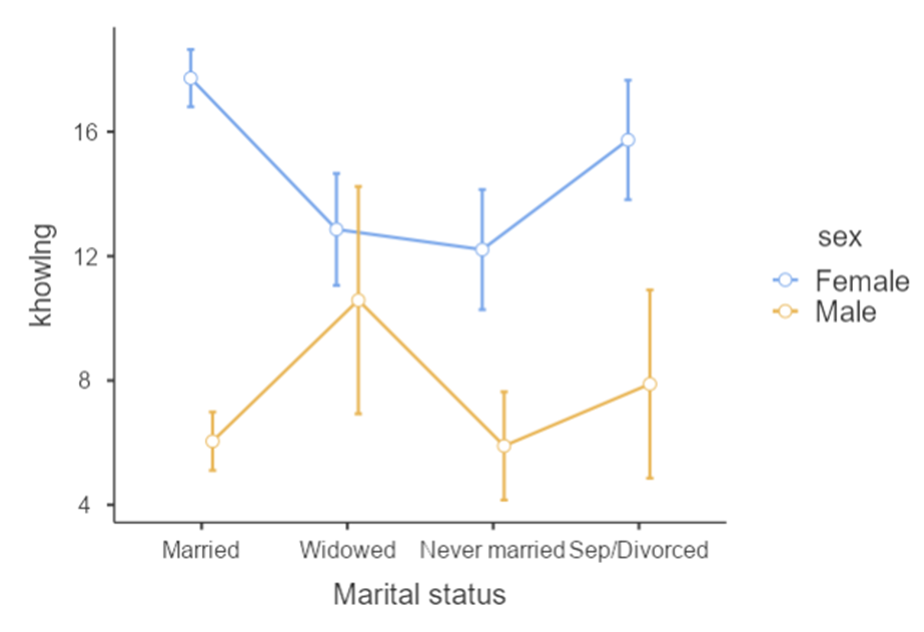 16
12
8
4
khowlng
Married
Widowed
Never married
Sep/Divorced
Marital status
sex
Female
Male